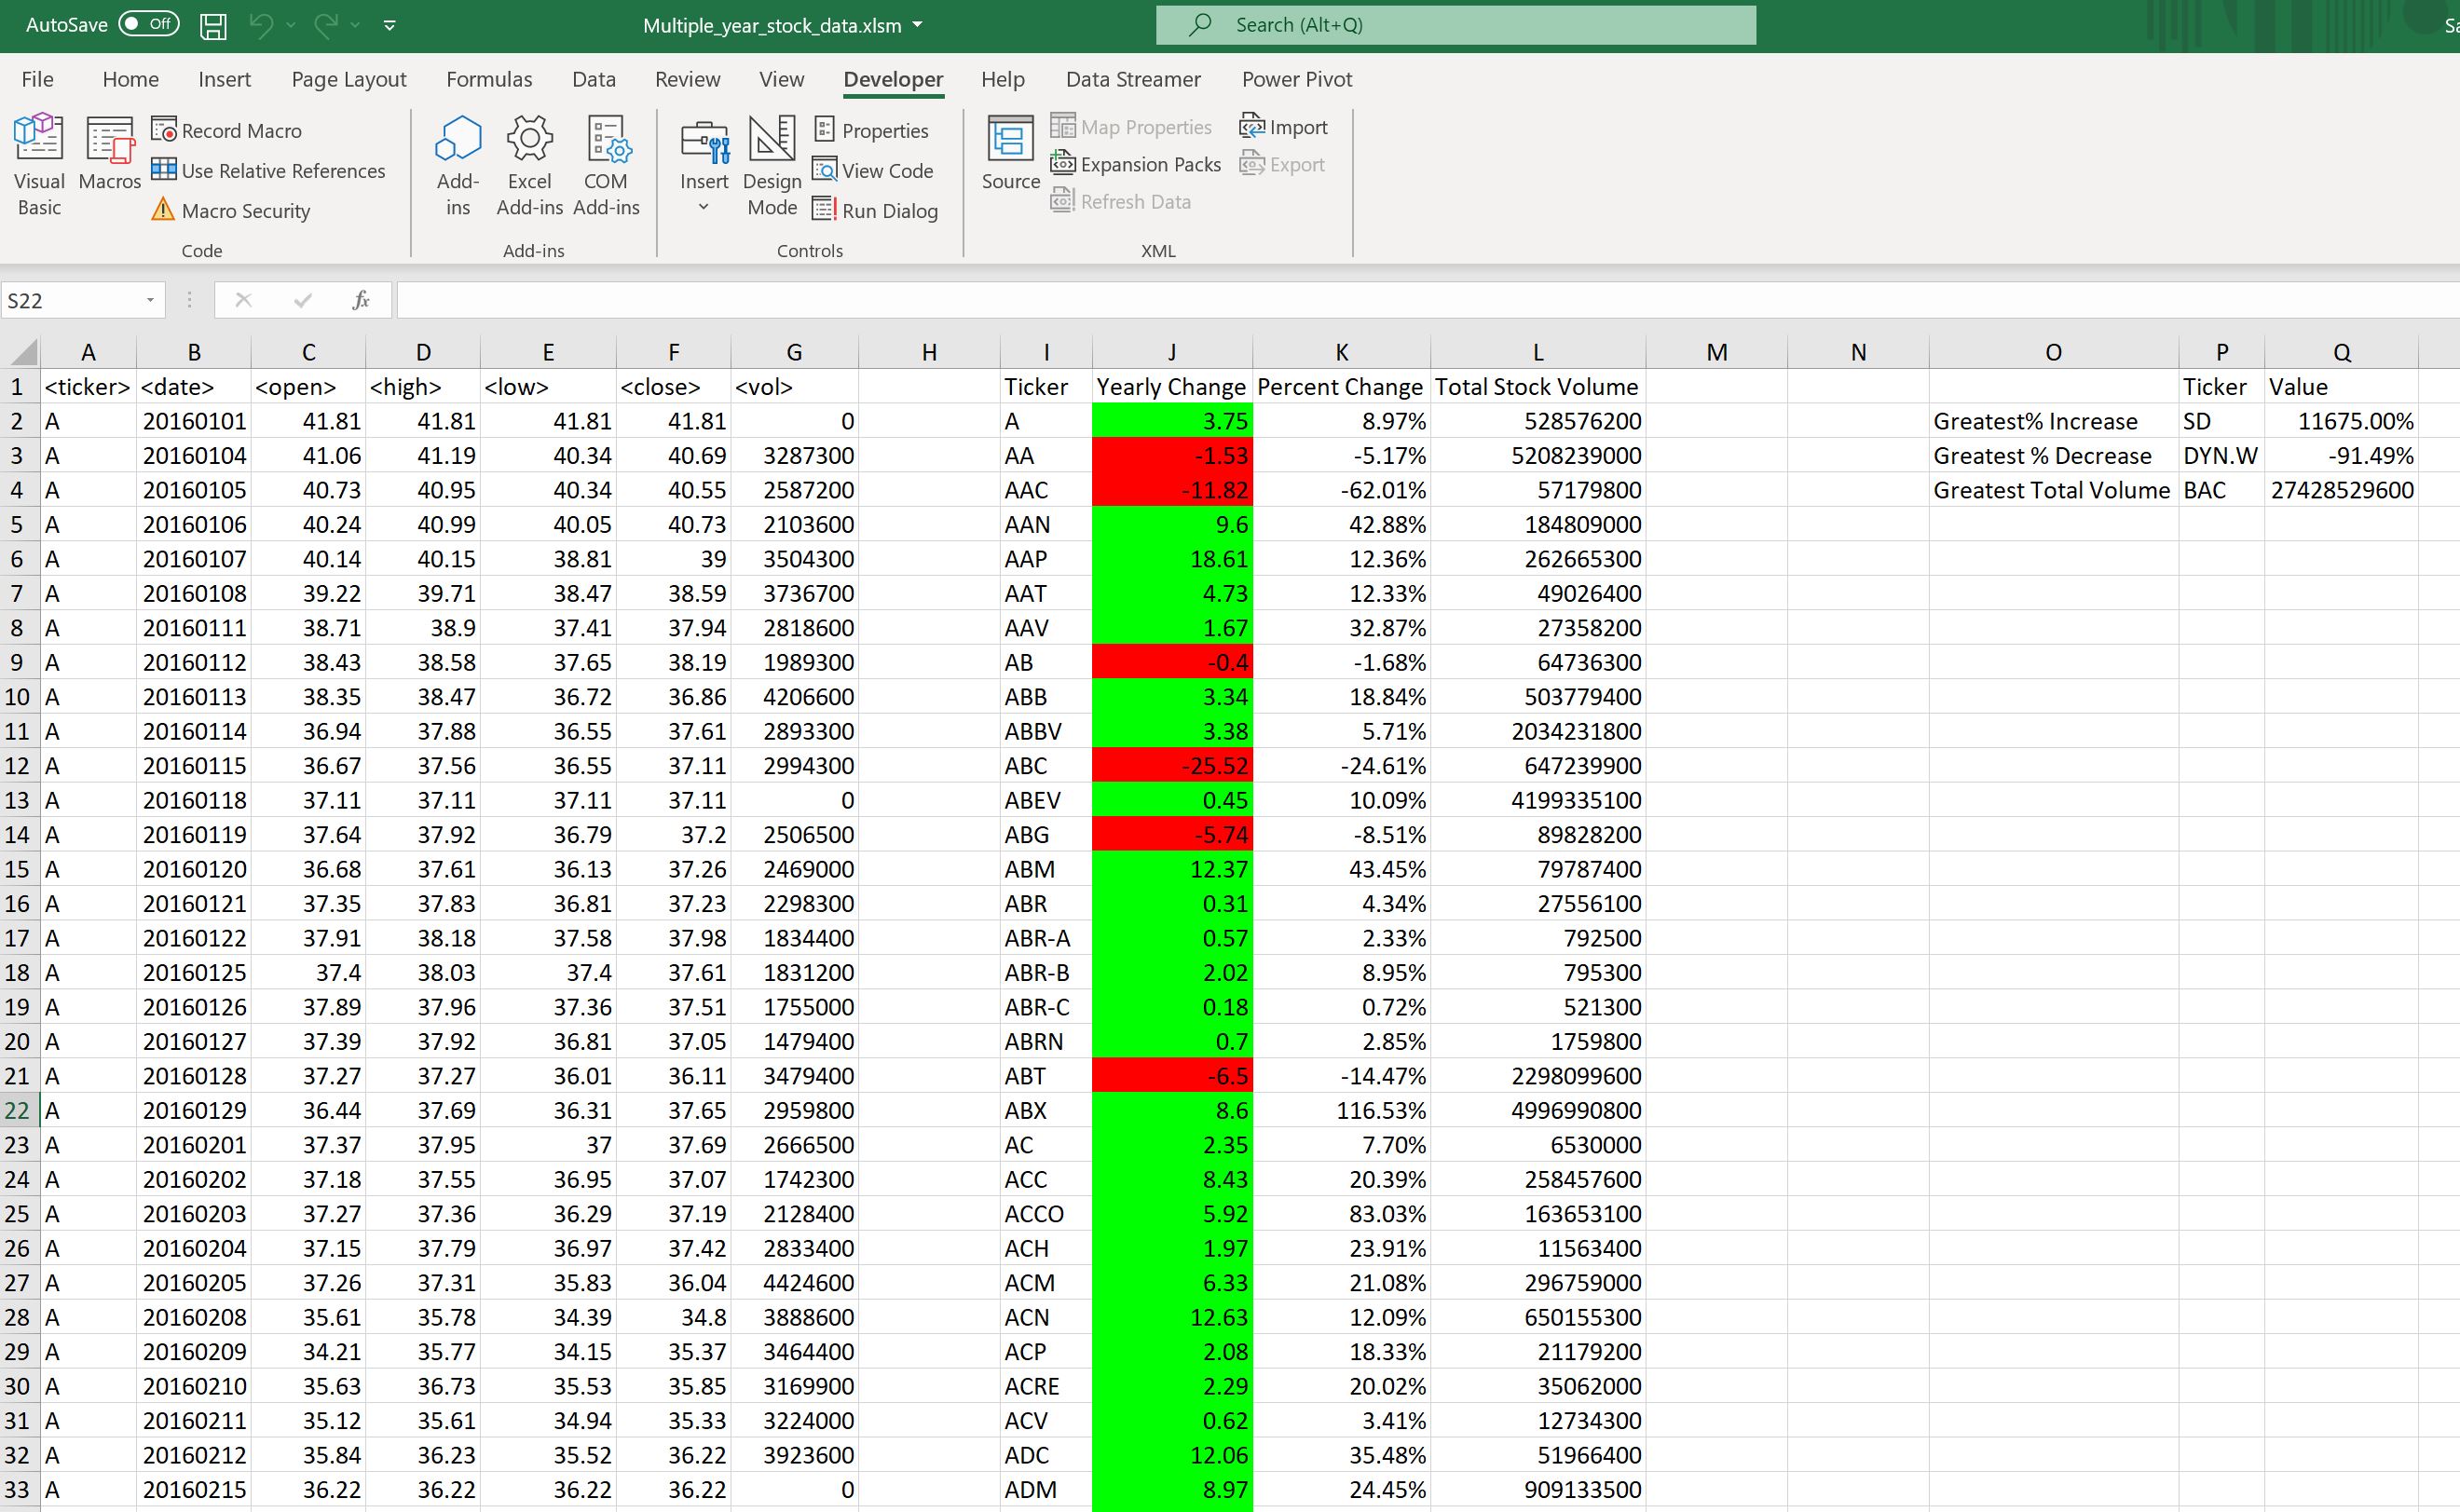 AutoSave Off Multiple_year_stock_data.xlsm Search (Alt+Q)
File Home Insert Page Layout Formulas Data Review View Developer Help Data Streamer Power Pivot
Visual Basic
Macros
Record Macro
Use Relative References
Macro Security
Code
Add-ins
Excel Add-ins
COM Add-ins
Add-ins
Insert
Design Mode
Properties
View Code
Run Dialog
Controls
Source
Map Properties
Expansion Packs
Refresh Data
Import
Export
XML
S22 fx
A B C D E F G H I J K L M N O P Q
1 <ticker> <date> <open> <high> <low> <close> <vol> Ticker Yearly Change Percent Change Total Stock Volume Ticker Value
2 A 20160101 41.81 41.81 41.81 41.81 0 A 3.75 8.97% 528576200 Greatest% Increase SD 11675.00%
3 A 20160104 41.06 41.19 40.34 40.69 3287300 AA -1.53 -5.17% 5208239000 Greatest % Decrease DYN.W -91.49%
4 A 20160105 40.73 40.95 40.34 40.55 2587200 AAC -11.82 -62.01% 57179800 Greatest Total Volume BAC 27428529600
5 A 20160106 40.24 40.99 40.05 40.73 2103600 AAN 9.6 42.88% 184809000
6 A 20160107 40.14 40.15 38.81 39 3504300 AAP 18.61 12.36% 262665300
7 A 20160108 39.22 39.71 38.47 38.59 3736700 AAT 4.73 12.33% 49026400
8 A 20160111 38.71 38.9 37.41 37.94 2818600 AAV 1.67 32.87% 27358200
9 A 20160112 38.43 38.58 37.65 38.19 1989300 AB -0.4 -1.68% 64736300
10 A 20160113 38.35 38.47 36.72 36.86 4206600 ABB 3.34 18.84% 503779400
11 A 20160114 36.94 37.88 36.55 37.61 2893300 ABBV 3.38 5.71% 2034231800
12 A 20160115 36.67 37.56 36.55 37.11 2994300 ABC -25.52 -24.61% 647239900
13 A 20160118 37.11 37.11 37.11 37.11 0 ABEV 0.45 10.09% 4199335100
14 A 20160119 37.64 37.92 36.79 37.2 2506500 ABG -5.74 -8.51% 89828200
15 A 20160120 36.68 37.61 36.13 37.26 2469000 ABM 12.37 43.45% 79787400
16 A 20160121 37.35 37.83 36.81 37.23 2298300 ABR 0.31 4.34% 27556100
17 A 20160122 37.91 38.18 37.58 37.98 1834400 ABR-A 0.57 2.33% 792500
18 A 20160125 37.4 38.03 37.4 37.61 1831200 ABR-B 2.02 8.95% 795300
19 A 20160126 37.89 37.96 37.36 37.51 1755000 ABR-C 0.18 0.72% 521300
20 A 20160127 37.39 37.92 36.81 37.05 1479400 ABRN 0.7 2.85% 1759800
21 A 20160128 37.27 37.27 36.01 36.11 3479400 ABT -6.5 -14.47% 2298099600
22 A 20160129 36.44 37.69 36.31 37.65 2959800 ABX 8.6 116.53% 4996990800
23 A 20160201 37.37 37.95 37 37.69 2666500 AC 2.35 7.70% 6530000
24 A 20160202 37.18 37.55 36.95 37.07 1742300 ACC 8.43 20.39% 258457600
25 A 20160203 37.27 37.36 36.29 37.19 2128400 ACCO 5.92 83.03% 163653100
26 A 20160204 37.15 37.79 36.97 37.42 2833400 ACH 1.97 23.91% 11563400
27 A 20160205 37.26 37.31 35.83 36.04 4424600 ACM 6.33 21.08% 296759000
28 A 20160208 35.61 35.78 34.39 34.8 3888600 ACN 12.63 12.09% 650155300
29 A 20160209 34.21 35.77 34.15 35.37 3464400 ACP 2.08 18.33% 21179200
30 A 20160210 35.63 36.73 35.53 35.85 3169900 ACRE 2.29 20.02% 35062000
31 A 20160211 35.12 35.61 34.94 35.33 3224000 ACV 0.62 3.41% 12734300
32 A 20160212 35.84 36.23 35.52 36.22 3923600 ADC 12.06 35.48% 51966400
33 A 20160215 36.22 36.22 36.22 36.22 0 ADM 8.97 24.45% 909133500